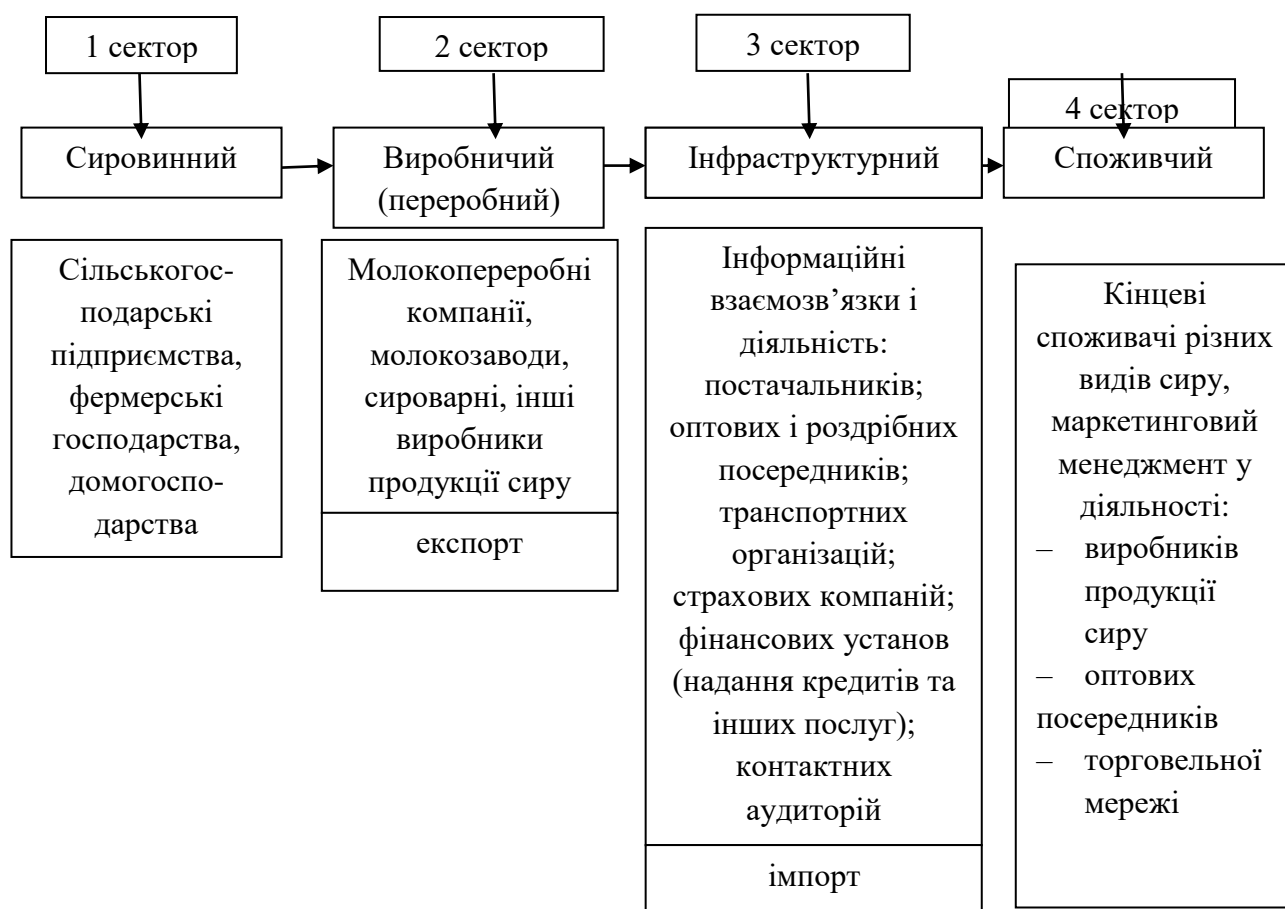 1 сектор
2 сектор
3 сектор
4 сектор
Сировинний
Виробничий
(переробний)
Інфраструктурний
Споживчий
Сільськогос-
подарські
підприємства,
фермерські
господарства,
домогоспо-
дарства
Молокопереробні
компанії,
молокозаводи,
сироварні, інші
виробники
продукції сиру
експорт
Інформаційні
взаємозв’язки і
діяльність:
постачальників;
оптових і роздрібних
посередників;
транспортних
організацій;
страхових компаній;
фінансових установ
(надання кредитів та
інших послуг);
контактних
аудиторій
імпорт
Кінцеві
споживачі різних
видів сиру,
маркетинговий
менеджмент у
діяльності:
– виробників
продукції
сиру
– оптових
посередників
– торговельної
мережі